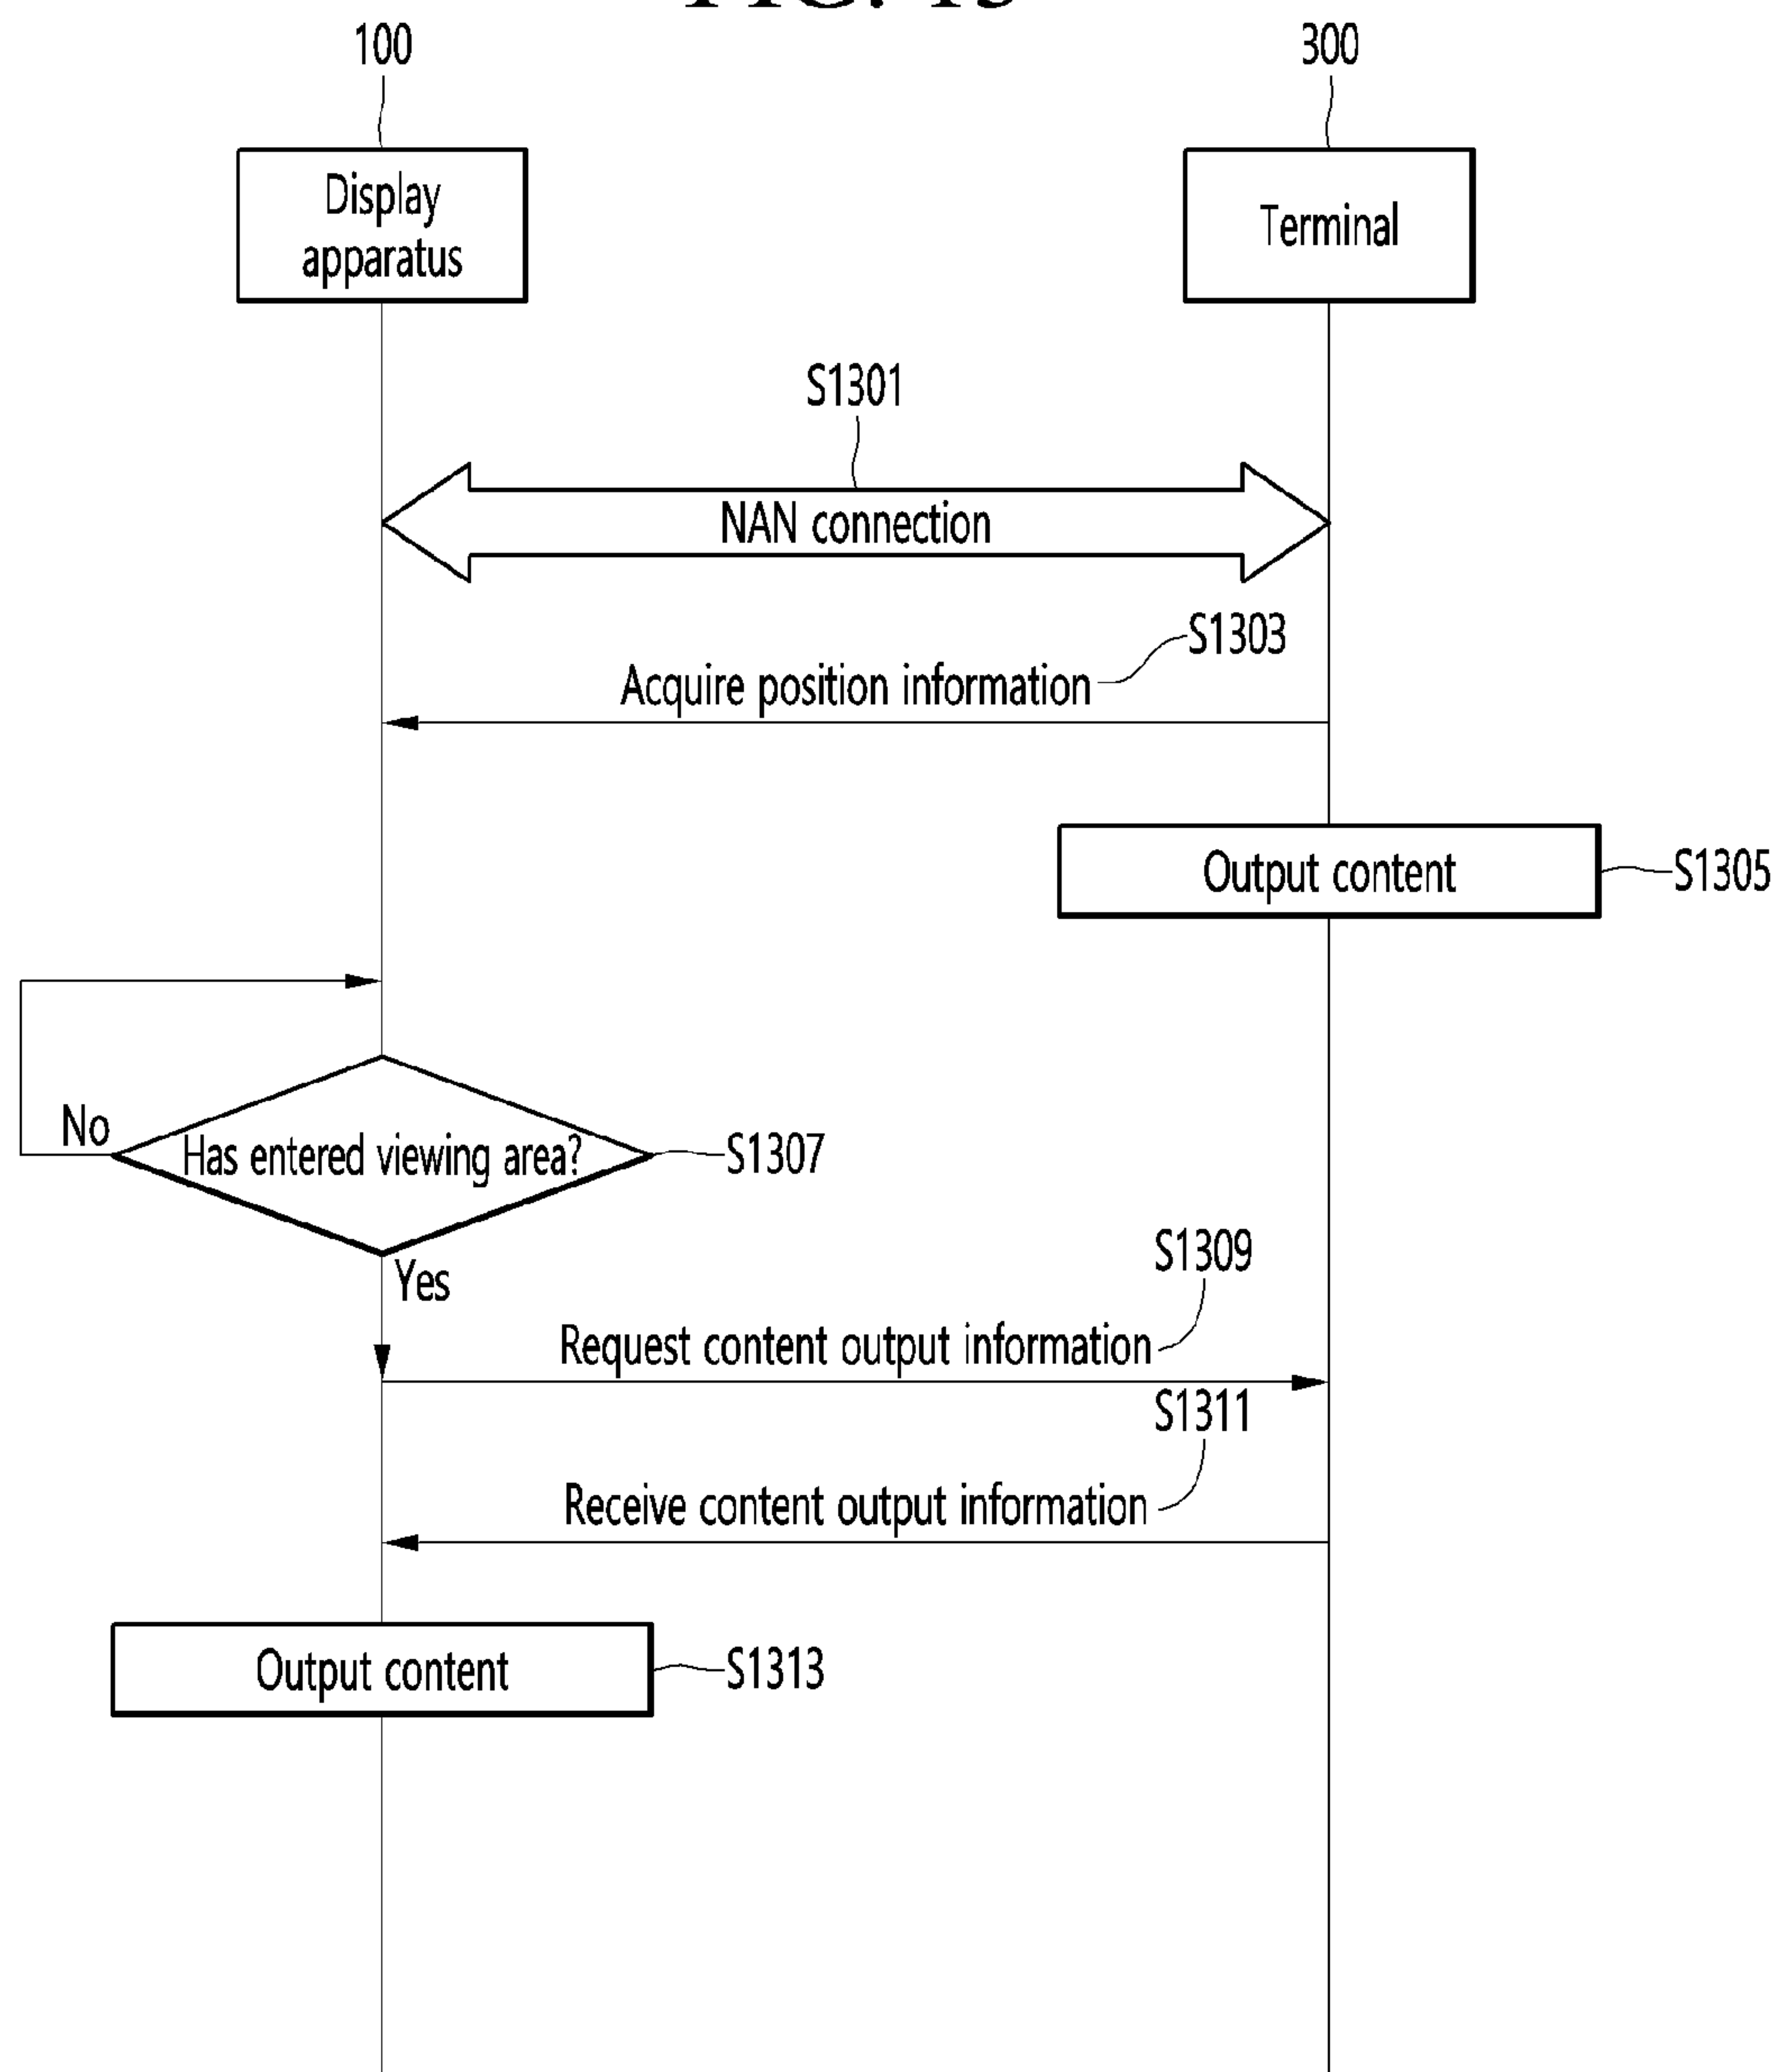 100
300
Display
apparatus
Terminal
S1301
NAN connection
S1303
Acquire position information
Output content
S1305
No
Has entered viewing area?
S1307
Yes
S1309
Request content output information
S1311
Receive content output information
Output content
S1313